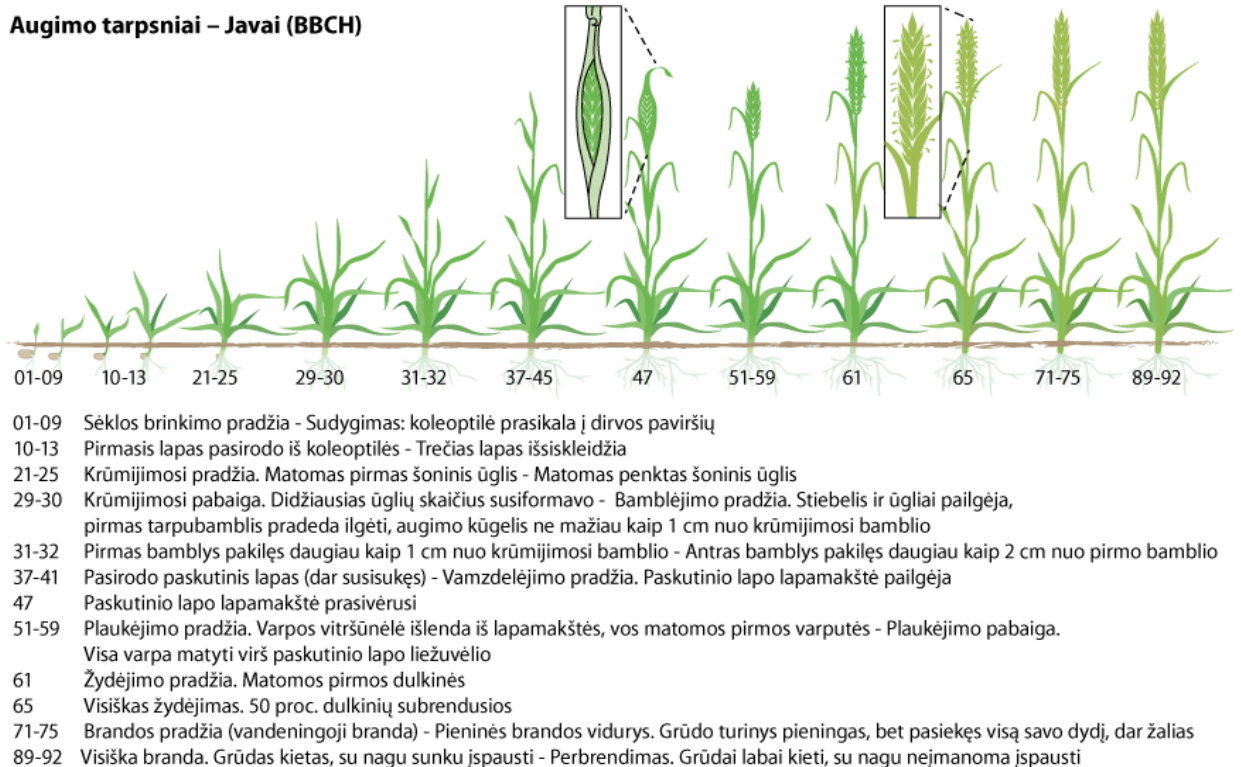 Augimo tarpsniai – Javai (BBCH)
01-09 10-13 21-25 29-30 31-32 37-45 47 51-59 61 65 71-75 89-92
01-09 Sėklos brinkimo pradžia - Sudygimas: koleoptilė prasikala į dirvos paviršių
10-13 Pirmasis lapas pasirodo iš koleoptilės - Trečias lapas išsiskleidžia
21-25 Krūmijimosi pradžia. Matomas pirmas šoninis ūglis - Matomas penktas šoninis ūglis
29-30 Krūmijimosi pabaiga. Didžiausias ūglių skaičius susiformavo - Bamblėjimo pradžia. Stiebelis ir ūgliai pailgėja,
pirmas tarpubamblis pradeda ilgėti, augimo kūgelis ne mažiau kaip 1 cm nuo krūmijimosi bamblio
31-32 Pirmas bamblys pakilęs daugiau kaip 1 cm nuo krūmijimosi bamblio - Antras bamblys pakilęs daugiau kaip 2 cm nuo pirmo bamblio
37-41 Pasirodo paskutinis lapas (dar susisukęs) - Vamzdelėjimo pradžia. Paskutinio lapo lapamakštė pailgėja
47 Paskutinio lapo lapamakštė prasivėrusi
51-59 Plaukėjimo pradžia. Varpos vitršūnėlė išlenda iš lapamakštės, vos matomos pirmos varputės - Plaukėjimo pabaiga.
Visa varpa matyti virš paskutinio lapo liežuvėlio
61 Žydėjimo pradžia. Matomos pirmos dulkinės
65 Visiškas žydėjimas. 50 proc. dulkinių subrendusios
71-75 Brandos pradžia (vandeningoji branda) - Pieninės brandos vidurys. Grūdo turinys pieningas, bet pasiekęs visą savo dydį, dar žalias
89-92 Visiška branda. Grūdas kietas, su nagu sunku įspausti - Perbrendimas. Grūdai labai kieti, su nagu neįmanoma įspausti